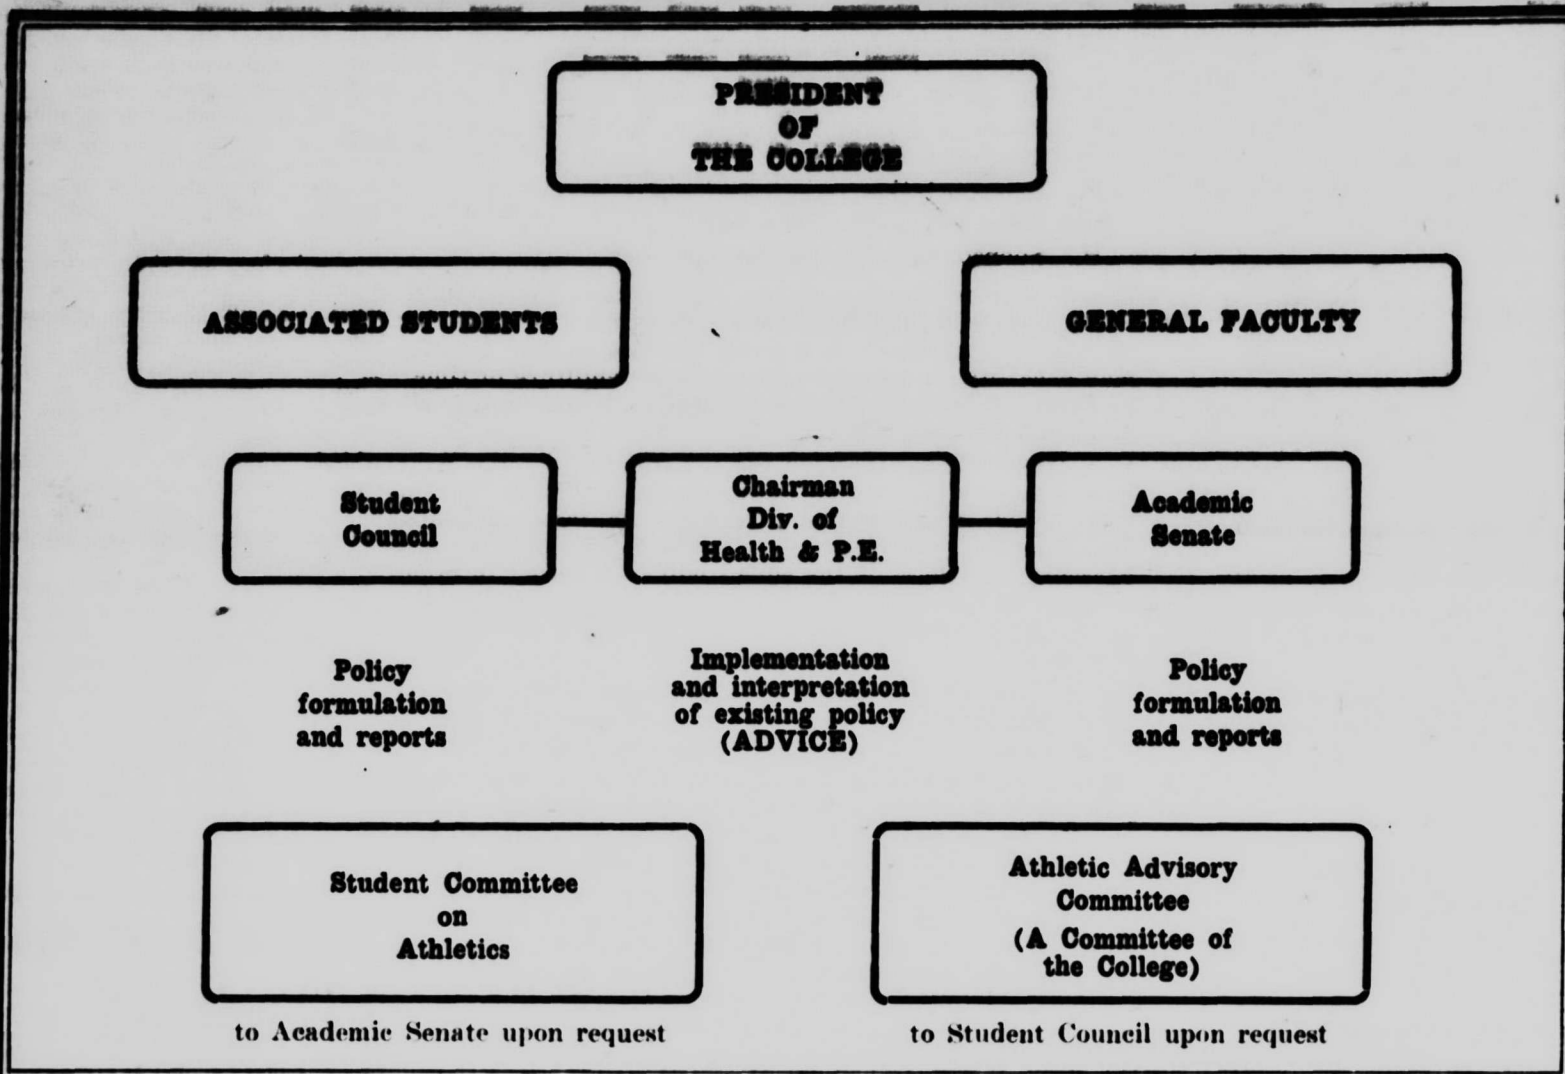 PRESIDENT
OF
THE COLLEGE
ASSOCIATED STUDENTS
GENERAL FACULTY
Student
Council
Chairman
Div. of
Health & P.E.
Academic
Senate
Policy
formulation
and reports
Implementation
and interpretation
of existing policy
(ADVICE)
Policy
formulation
and reports
Student Committee
on
Athletics
Athletic Advisory
Committee
(A Committee of
the College)
to Academic Senate upon request
to Student Council upon request